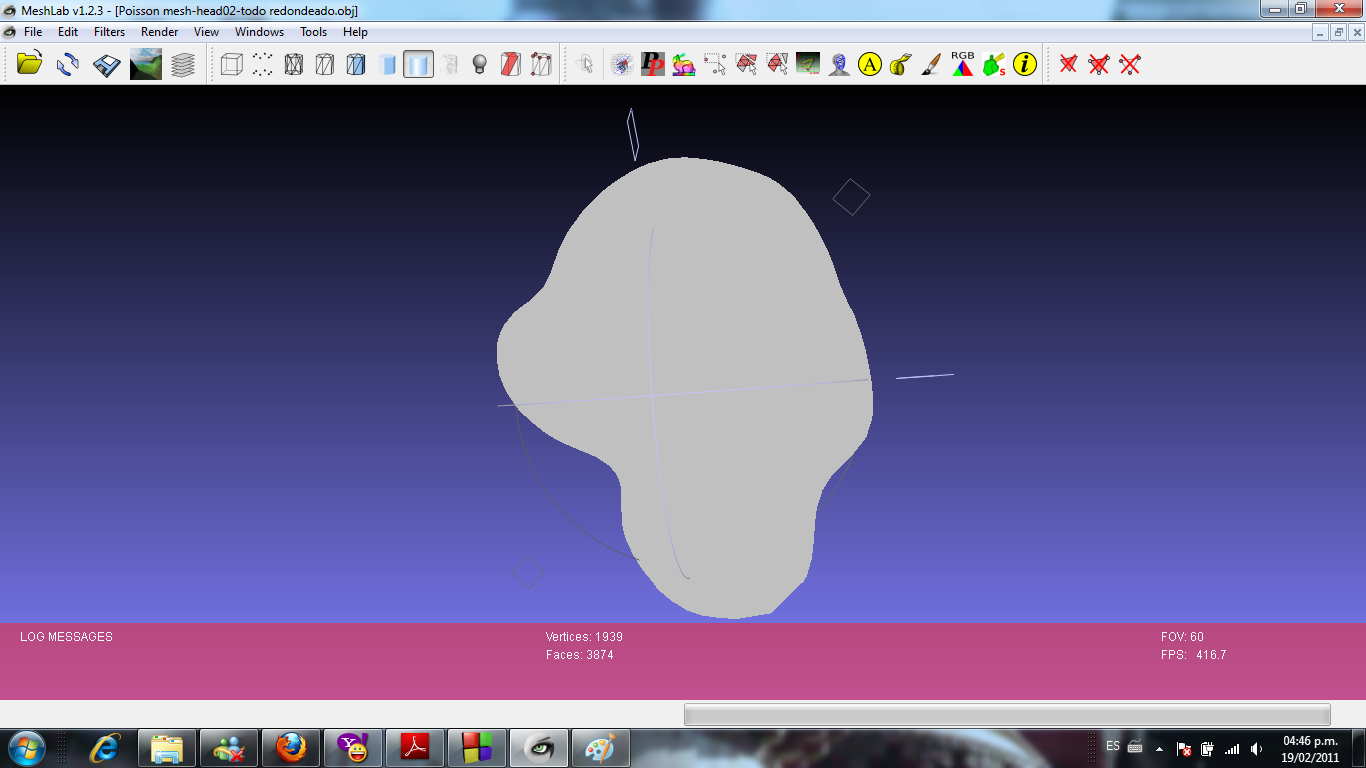 MeshLab v1.2.3 - [Poisson mesh-head02-todo redondeado.obj]
File Edit Filters Render View Windows Tools Help
PP A RGB S i
LOG MESSAGES
Vertices: 1939
Faces: 3874
FOV: 60
FPS: 416.7
ES
04:46 p.m.
19/02/2011